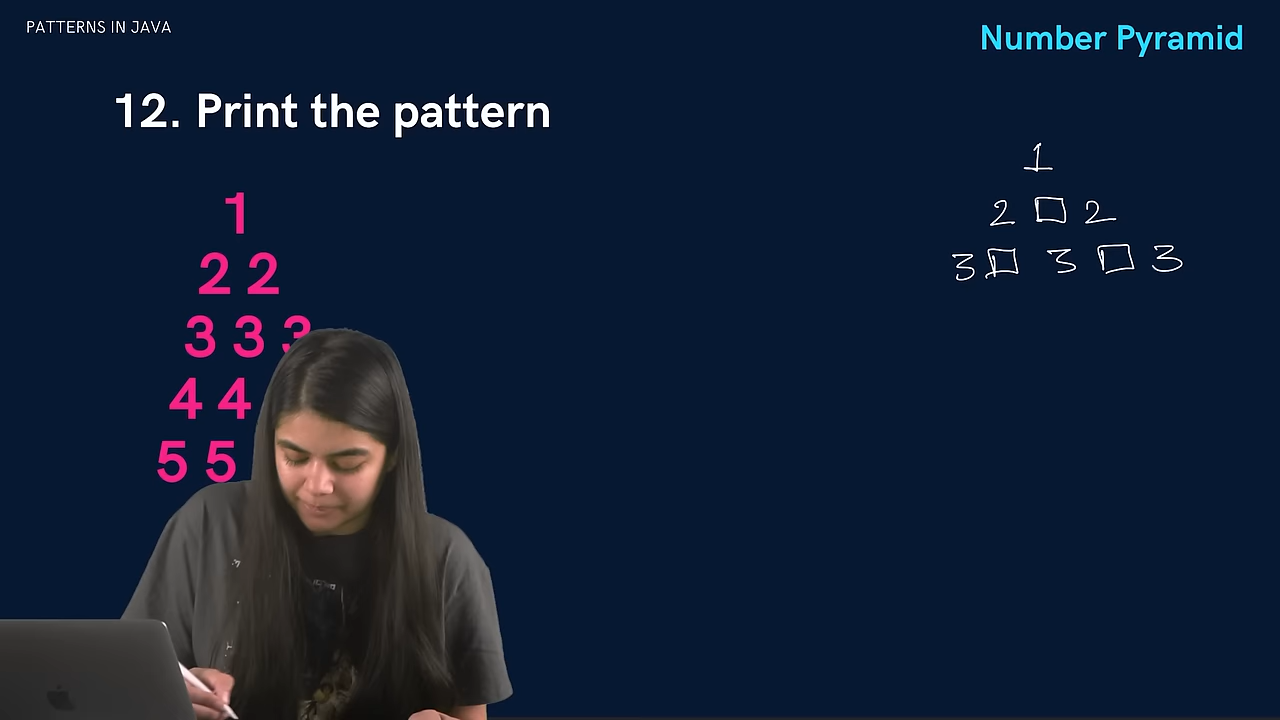 PATTERNS IN JAVA
Number Pyramid
12. Print the pattern
1
2 2
3 3 3
4 4
5 5
1
2 □ 2
3 □ 3 □ 3